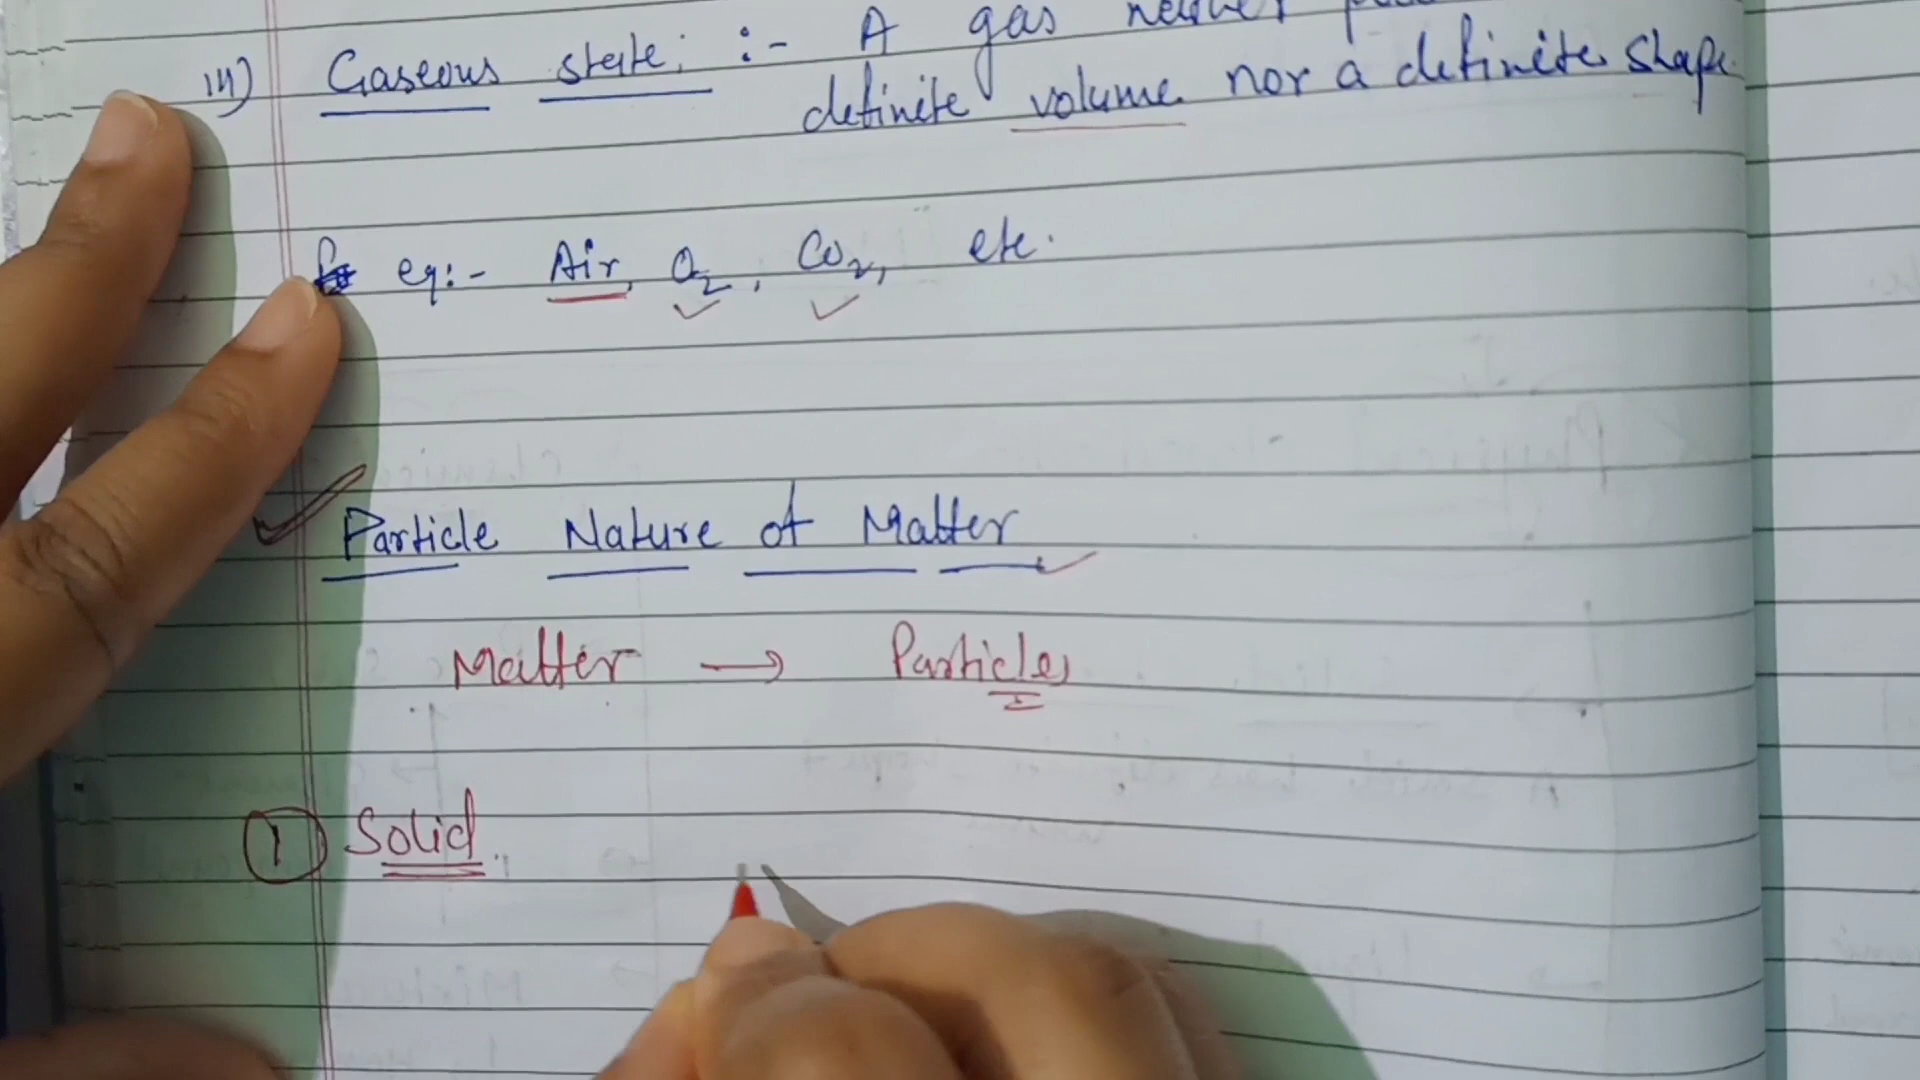 iii) Gaseous state :- A gas neither
definite volume nor a definite shape
eg:- Air, O₂, CO₂, etc.
Particle Nature of Matter
Matter → Particles
① Solid